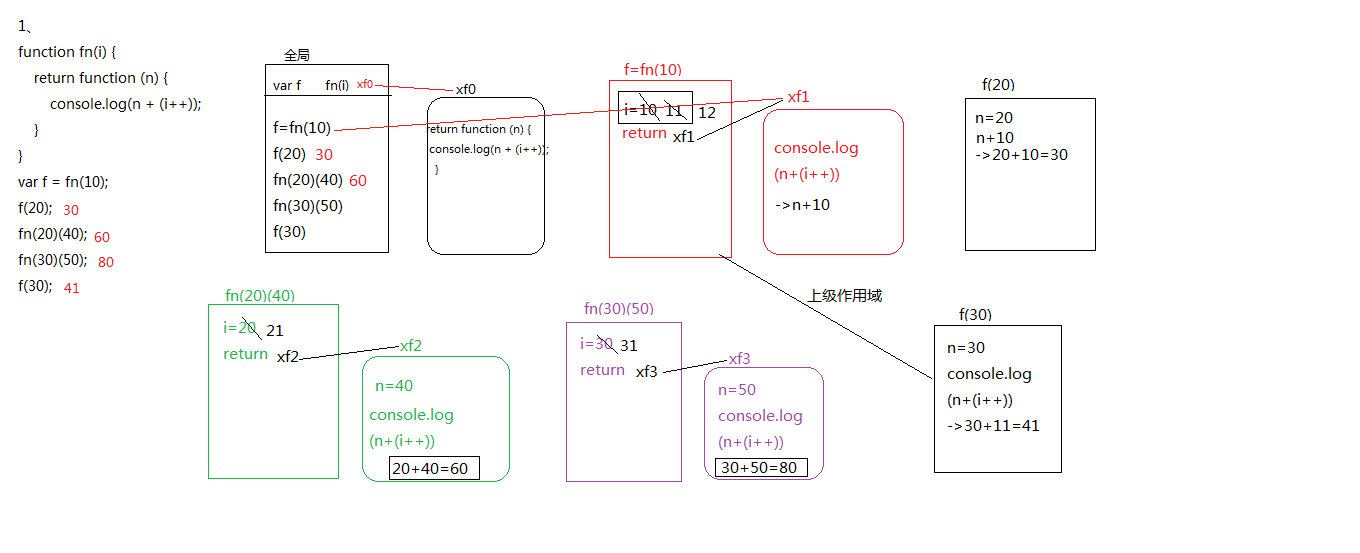 1、
function fn(i) {
return function (n) {
console.log(n + (i++));
}
}
var f = fn(10);
f(20); 30
fn(20)(40); 60
fn(30)(50); 80
f(30); 41
全局
var f fn(i) xf0
f=fn(10)
f(20) 30
fn(20)(40) 60
fn(30)(50)
f(30)
xf0
return function (n) {
console.log(n + (i++));
}
f=fn(10)
i=10 11 12
return xf1
xf1
console.log
(n+(i++))
->n+10
f(20)
n=20
n+10
->20+10=30
fn(20)(40)
i=20 21
return xf2
xf2
n=40
console.log
(n+(i++))
20+40=60
fn(30)(50)
i=30 31
return xf3
xf3
n=50
console.log
(n+(i++))
30+50=80
上级作用域
f(30)
n=30
console.log
(n+(i++))
->30+11=41